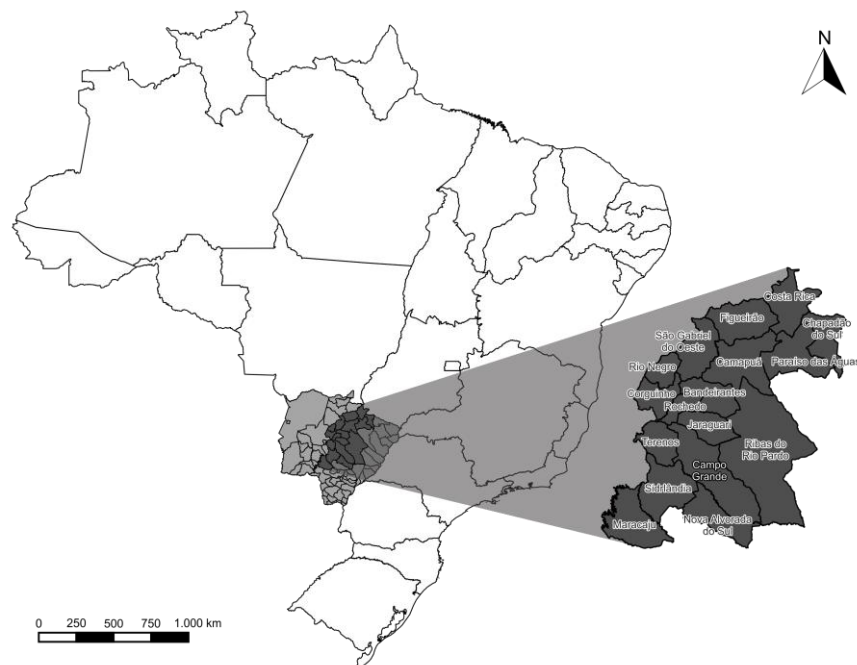 N
Costa Rica
Figueirão
Chapadão
do Sul
São Gabriel
do Oeste
Camapuã
Paraíso das Águas
Rio Negro
Corguinho
Bandeirantes
Rochedo
Jaraguari
Terenos
Ribas do
Rio Pardo
Campo
Grande
Sidrlândia
Maracaju
Nova Alvorada
do Sul
0 250 500 750 1.000 km